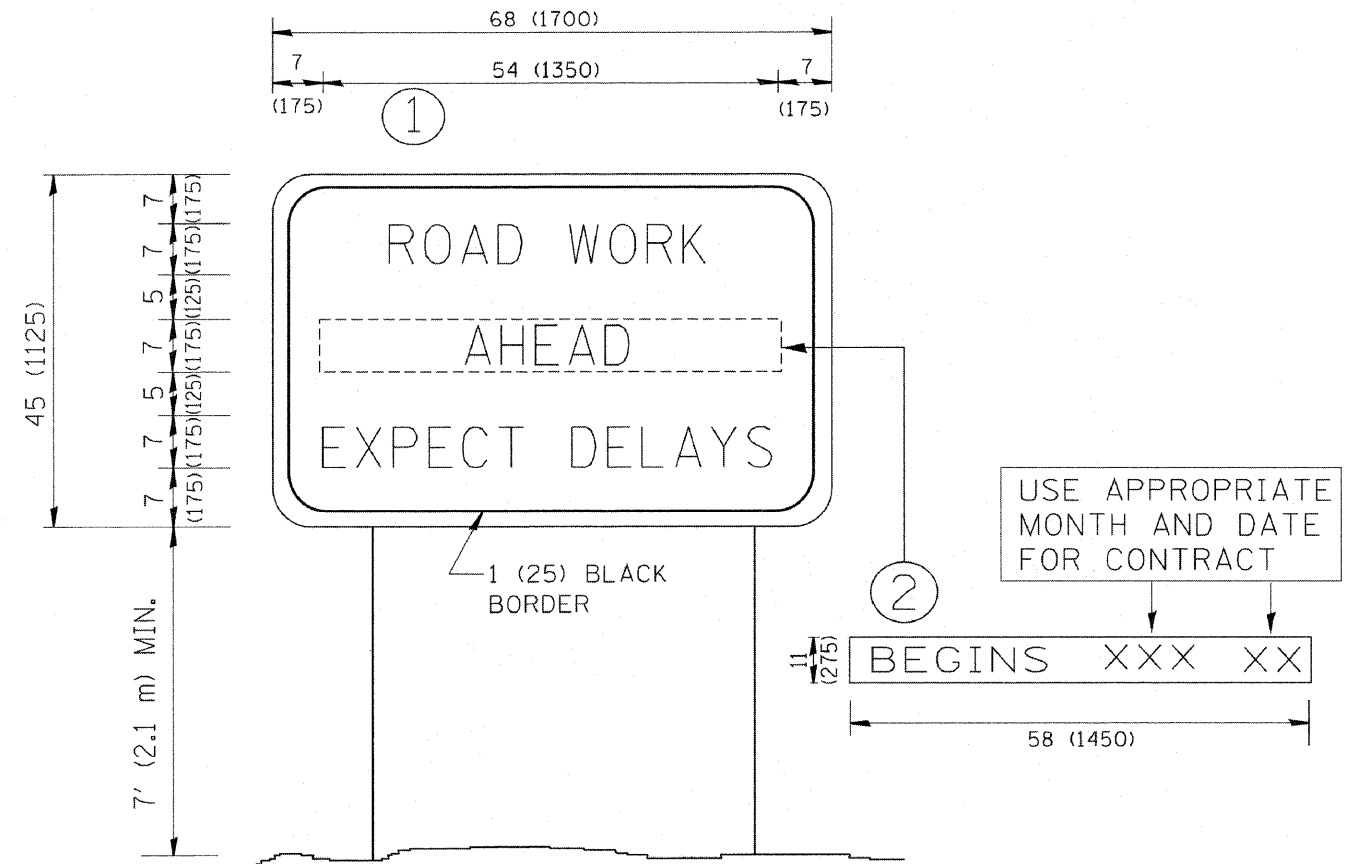 68 (1700)
7
54 (1350)
7
(175)
(175)
1
45 (1125)
7
(175)
7
(175)
5
(125)
7
(175)
5
(125)
7
(175)
7
(175)
ROAD WORK
AHEAD
EXPECT DELAYS
7' (2.1 m) MIN.
1 (25) BLACK
BORDER
USE APPROPRIATE
MONTH AND DATE
FOR CONTRACT
2
11
(275)
BEGINS XXX XX
58 (1450)